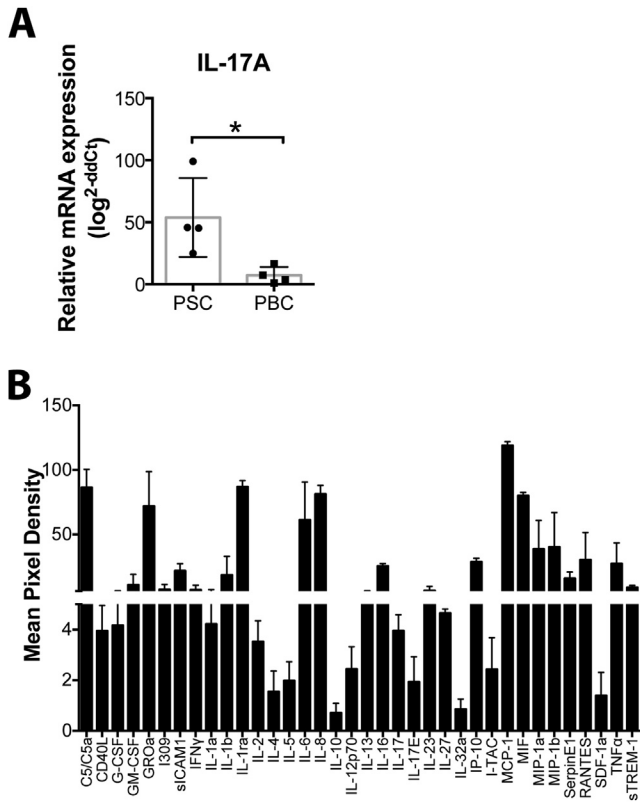 A
IL-17A
Relative mRNA expression
(log2-ddCt)
150
100
50
0
*
PSC
PBC
B
Mean Pixel Density
150
100
50
4
2
0
C5/C5a
CD40L
G-CSF
GM-CSF
GROa
I309
sICAM1
IFNγ
IL-1a
IL-1b
IL-1ra
IL-2
IL-4
IL-5
IL-6
IL-8
IL-10
IL-12p70
IL-13
IL-16
IL-17
IL-17E
IL-23
IL-27
IL-32a
IP-10
I-TAC
MCP-1
MIF
MIP-1a
MIP-1b
SerpinE1
RANTES
SDF-1a
TNFα
sTREM-1